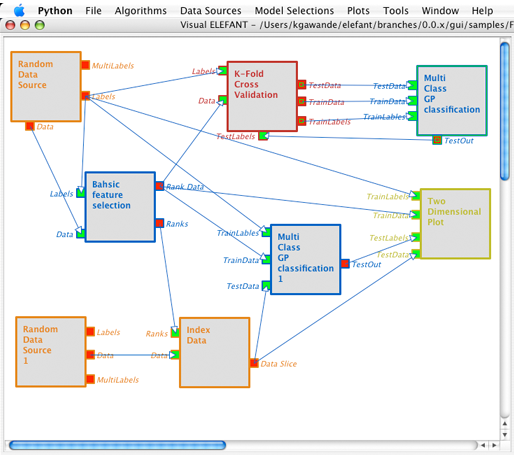 Python File Algorithms Data Sources Model Selections Plots Tools Window Help
Visual ELEFANT - /Users/kgawande/elefant/branches/0.0.x/gui/samples/F
Random
Data
Source
MultiLabels
Labels
Data
Labels
Data
K-Fold
Cross
Validation
TestData
TrainData
TrainLabels
TestLabels
TestData
TrainData
TrainLables
Multi
Class
GP
classification
TestOut
Labels
Data
Bahsic
feature
selection
Rank Data
Ranks
TrainLables
TrainData
TestData
Multi
Class
GP
classification
1
TestOut
TrainLabels
TrainData
TestLabels
TestData
Two
Dimensional
Plot
Random
Data
Source
1
Labels
Data
MultiLabels
Ranks
Data
Index
Data
Data Slice